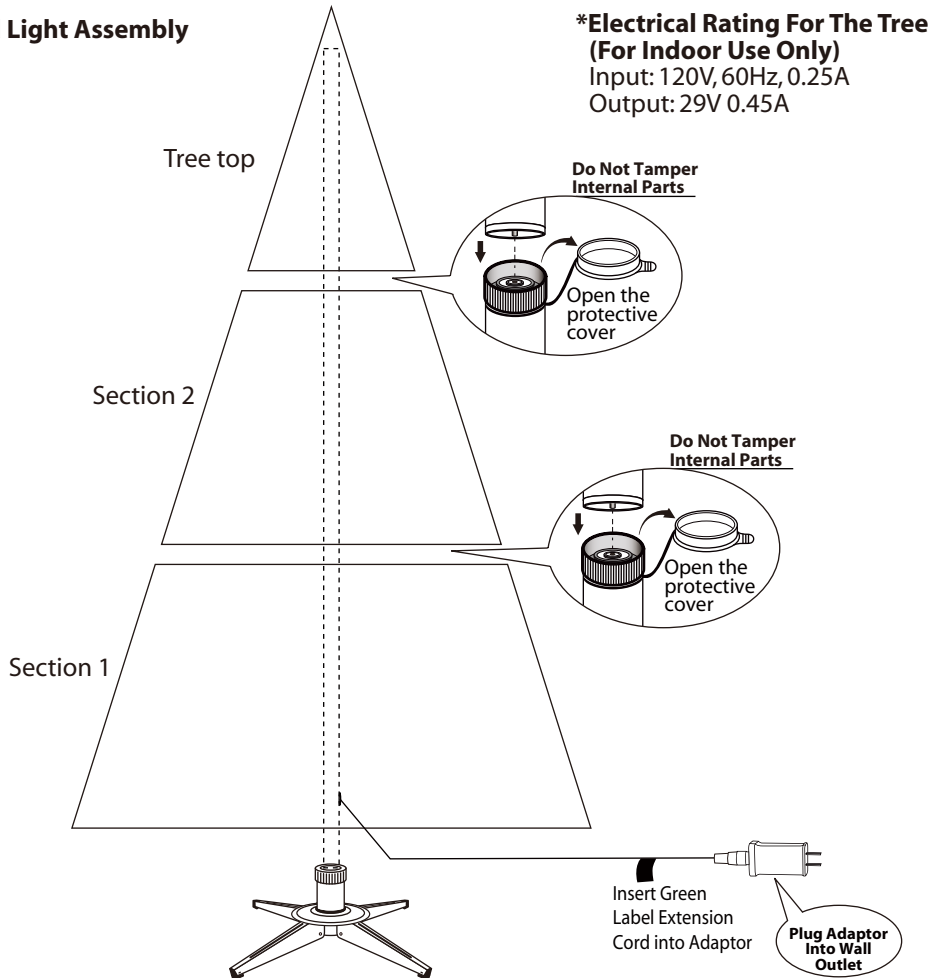 Light Assembly
*Electrical Rating For The Tree
(For Indoor Use Only)
Input: 120V, 60Hz, 0.25A
Output: 29V 0.45A
Tree top
Do Not Tamper
Internal Parts
Open the
protective
cover
Section 2
Do Not Tamper
Internal Parts
Open the
protective
cover
Section 1
Insert Green
Label Extension
Cord into Adaptor
Plug Adaptor
Into Wall
Outlet